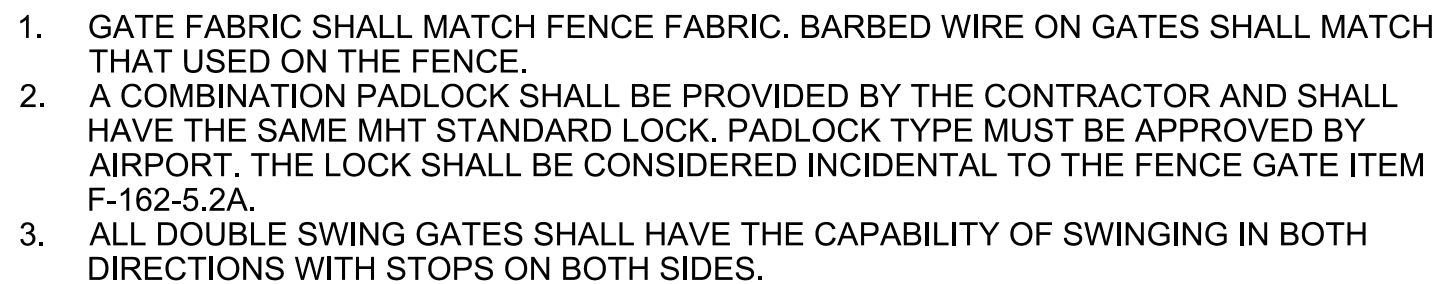 1. GATE FABRIC SHALL MATCH FENCE FABRIC. BARBED WIRE ON GATES SHALL MATCH
THAT USED ON THE FENCE.
2. A COMBINATION PADLOCK SHALL BE PROVIDED BY THE CONTRACTOR AND SHALL
HAVE THE SAME MHT STANDARD LOCK. PADLOCK TYPE MUST BE APPROVED BY
AIRPORT. THE LOCK SHALL BE CONSIDERED INCIDENTAL TO THE FENCE GATE ITEM
F-162-5.2A.
3. ALL DOUBLE SWING GATES SHALL HAVE THE CAPABILITY OF SWINGING IN BOTH
DIRECTIONS WITH STOPS ON BOTH SIDES.